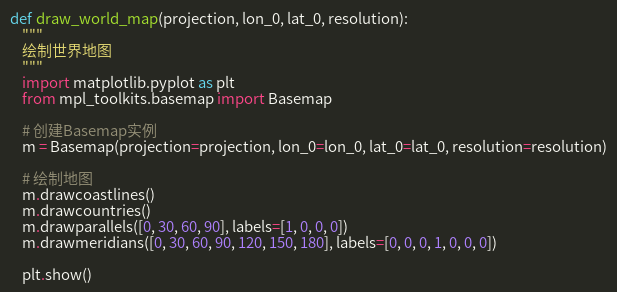 def draw_world_map(projection, lon_0, lat_0, resolution):
    """
    绘制世界地图
    """
    import matplotlib.pyplot as plt
    from mpl_toolkits.basemap import Basemap

    # 创建Basemap实例
    m = Basemap(projection=projection, lon_0=lon_0, lat_0=lat_0, resolution=resolution)

    # 绘制地图
    m.drawcoastlines()
    m.drawcountries()
    m.drawparallels([0, 30, 60, 90], labels=[1, 0, 0, 0])
    m.drawmeridians([0, 30, 60, 90, 120, 150, 180], labels=[0, 0, 0, 1, 0, 0, 0])

    plt.show()